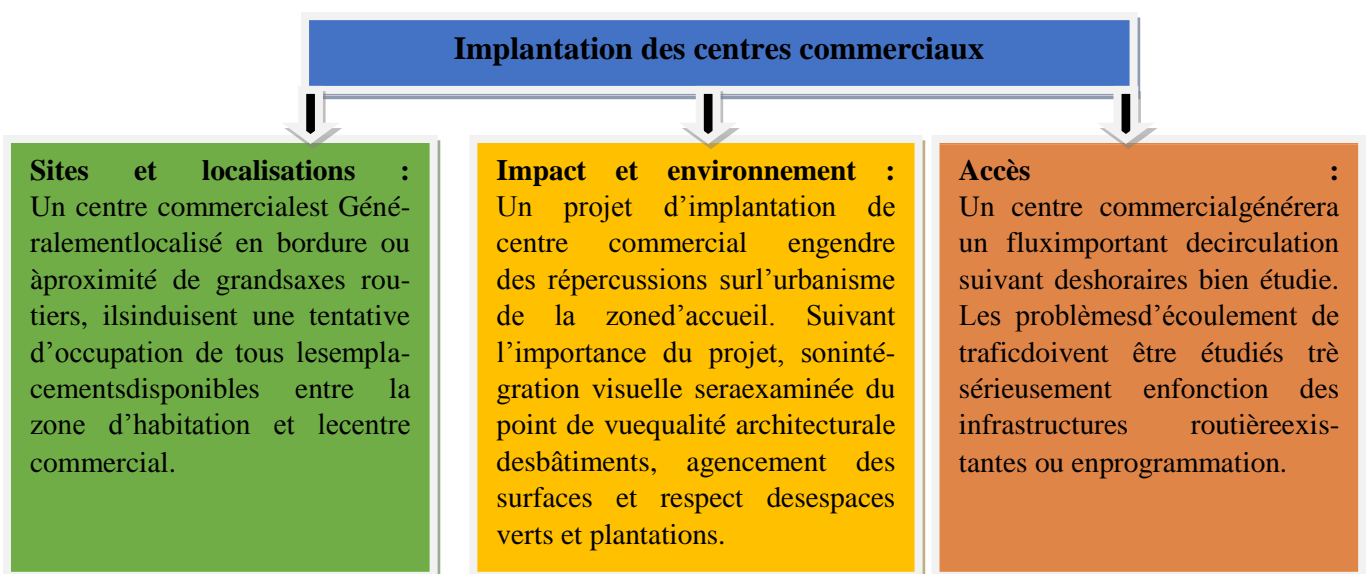 Implantation des centres commerciaux
Sites et localisations :
Un centre commercialest Géné-
ralementlocalisé en bordure ou
àproximité de grandsaxes rou-
tiers, ilsinduisent une tentative
d’occupation de tous lesempla-
cementsdisponibles entre la
zone d’habitation et lecentre
commercial.
Impact et environnement :
Un projet d’implantation de
centre commercial engendre
des répercussions surl’urbanisme
de la zoned’accueil. Suivant
l’importance du projet, soninté-
gration visuelle seraexaminée du
point de vuequalité architecturale
desbâtiments, agencement des
surfaces et respect desespaces
verts et plantations.
Accès :
Un centre commercialgénérera
un fluximportant decirculation
suivant deshoraires bien étudie.
Les problèmesd’écoulement de
traficdoivent être étudiés trè
sérieusement enfonction des
infrastructures routièreexis-
tantes ou enprogrammation.